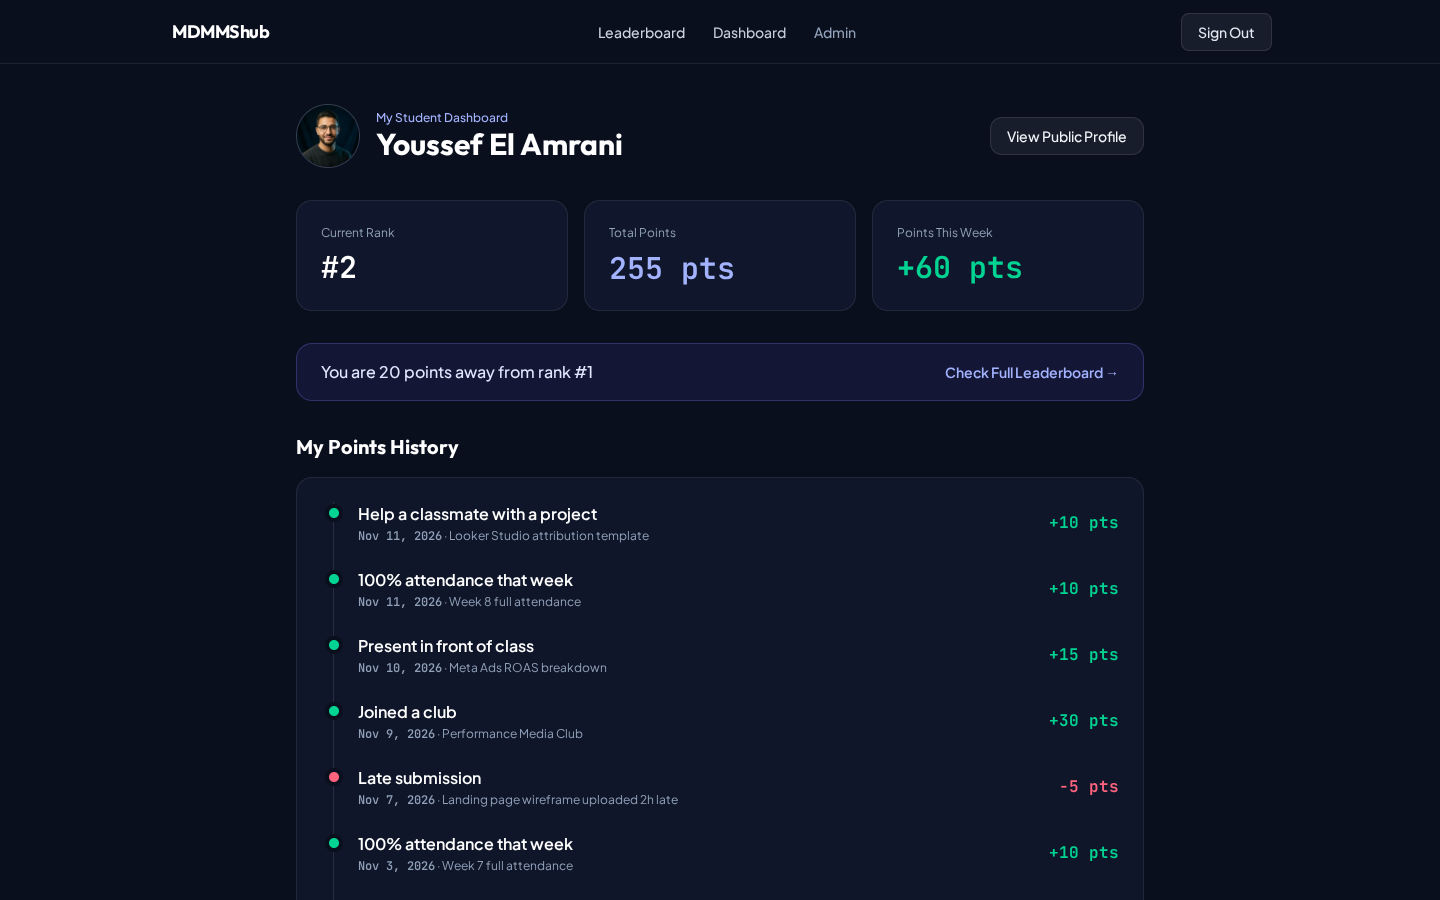 MDMMShub
Leaderboard Dashboard Admin
Sign Out
My Student Dashboard
Youssef El Amrani
View Public Profile
Current Rank
#2
Total Points
255 pts
Points This Week
+60 pts
You are 20 points away from rank #1
Check Full Leaderboard →
My Points History
Help a classmate with a project
Nov 11, 2026 · Looker Studio attribution template
+10 pts
100% attendance that week
Nov 11, 2026 · Week 8 full attendance
+10 pts
Present in front of class
Nov 10, 2026 · Meta Ads ROAS breakdown
+15 pts
Joined a club
Nov 9, 2026 · Performance Media Club
+30 pts
Late submission
Nov 7, 2026 · Landing page wireframe uploaded 2h late
-5 pts
100% attendance that week
Nov 3, 2026 · Week 7 full attendance
+10 pts